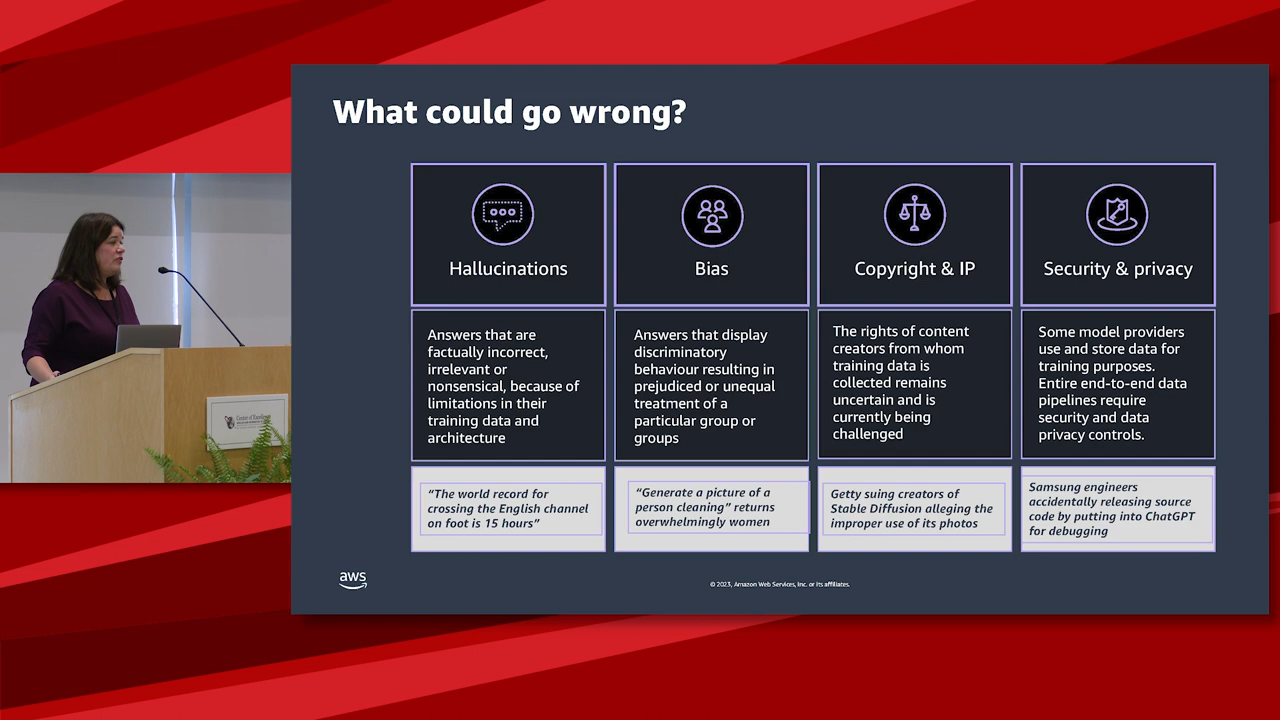 What could go wrong?
Hallucinations
Answers that are
factually incorrect,
irrelevant or
nonsensical, because of
limitations in their
training data and
architecture
“The world record for
crossing the English channel
on foot is 15 hours”
Bias
Answers that display
discriminatory
behaviour resulting in
prejudiced or unequal
treatment of a
particular group or
groups
“Generate a picture of a
person cleaning” returns
overwhelmingly women
Copyright & IP
The rights of content
creators from whom
training data is
collected remains
uncertain and is
currently being
challenged
Getty suing creators of
Stable Diffusion alleging the
improper use of its photos
Security & privacy
Some model providers
use and store data for
training purposes.
Entire end-to-end data
pipelines require
security and data
privacy controls.
Samsung engineers
accidentally releasing source
code by putting into ChatGPT
for debugging
aws
© 2023, Amazon Web Services, Inc. or its affiliates.
Center of Excellence